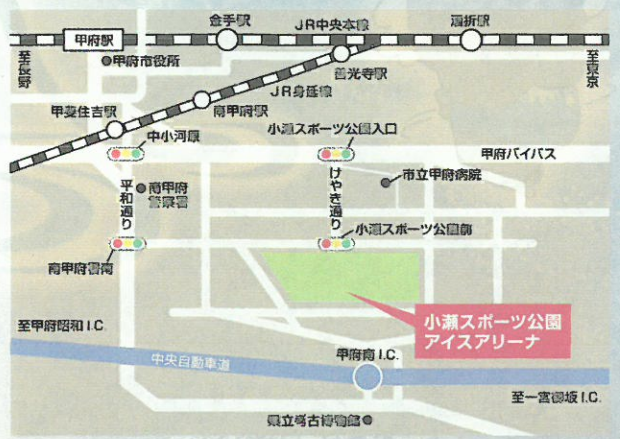 金手駅
JR中央本線
酒折駅
甲府駅
至長野
甲府市役所
善光寺駅
至東京
JR身延線
南甲府駅
甲斐住吉駅
中小河原
小瀬スポーツ公園入口
甲府バイパス
平和通り
南甲府
警察署
けやき通り
市立甲府病院
小瀬スポーツ公園前
南甲府署南
小瀬スポーツ公園
アイスアリーナ
至甲府昭和I.C.
中央自動車道
甲府南I.C.
至一宮御坂I.C.
県立考古博物館